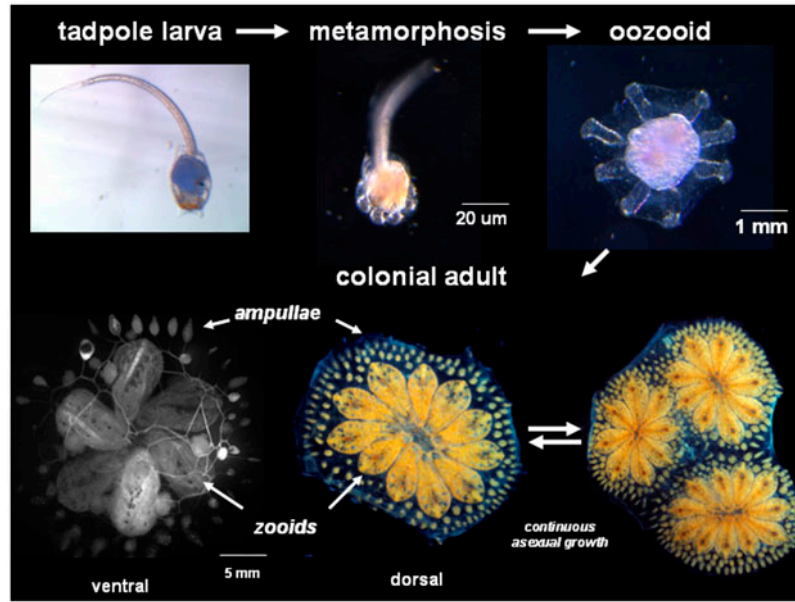 tadpole larva
metamorphosis
oozooid
20 um
1 mm
colonial adult
ampullae
zooids
5 mm
continuous
asexual growth
ventral
dorsal